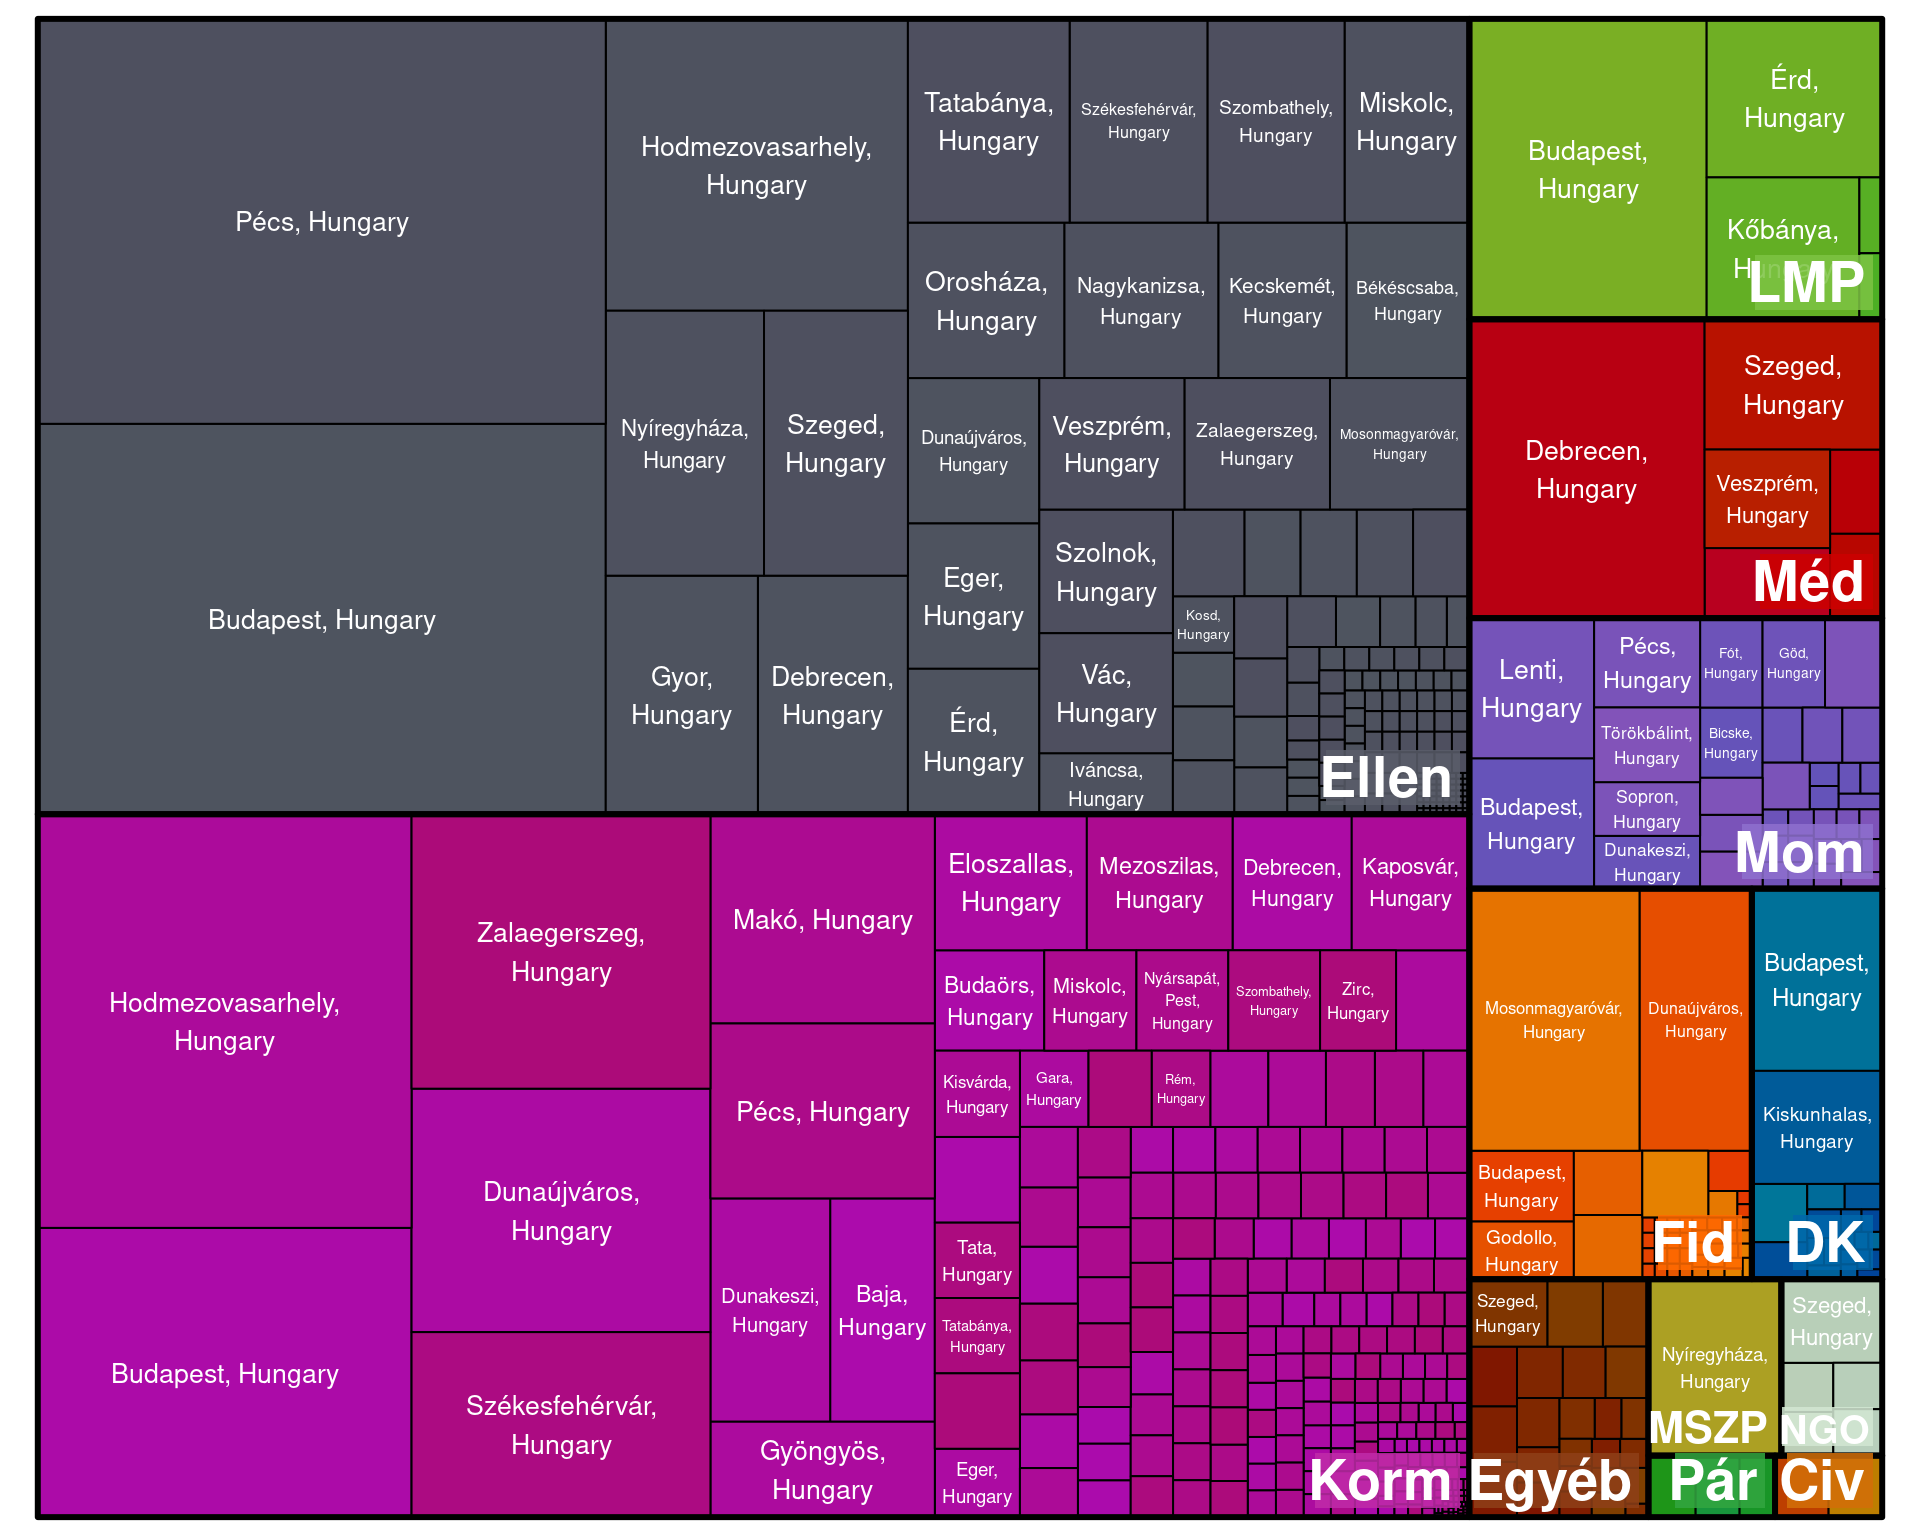 Pécs, Hungary
Budapest, Hungary
Hodmezovasarhely,
Hungary
Nyíregyháza,
Hungary
Szeged,
Hungary
Gyor,
Hungary
Debrecen,
Hungary
Tatabánya,
Hungary
Székesfehérvár,
Hungary
Szombathely,
Hungary
Miskolc,
Hungary
Orosháza,
Hungary
Nagykanizsa,
Hungary
Kecskemét,
Hungary
Békéscsaba,
Hungary
Dunaújváros,
Hungary
Veszprém,
Hungary
Zalaegerszeg,
Hungary
Mosonmagyaróvár,
Hungary
Eger,
Hungary
Szolnok,
Hungary
Kosd,
Hungary
Érd,
Hungary
Vác,
Hungary
Iváncsa,
Hungary
Ellen
Hodmezovasarhely,
Hungary
Budapest, Hungary
Zalaegerszeg,
Hungary
Dunaújváros,
Hungary
Székesfehérvár,
Hungary
Makó, Hungary
Pécs, Hungary
Dunakeszi,
Hungary
Baja,
Hungary
Gyöngyös,
Hungary
Eloszallas,
Hungary
Mezoszilas,
Hungary
Debrecen,
Hungary
Kaposvár,
Hungary
Budaörs,
Hungary
Miskolc,
Hungary
Nyársapát,
Pest,
Hungary
Szombathely,
Hungary
Zirc,
Hungary
Kisvárda,
Hungary
Gara,
Hungary
Rém,
Hungary
Tata,
Hungary
Tatabánya,
Hungary
Eger,
Hungary
Korm
Budapest,
Hungary
Érd,
Hungary
Kőbánya,
Hungary
LMP
Debrecen,
Hungary
Szeged,
Hungary
Veszprém,
Hungary
Méd
Lenti,
Hungary
Budapest,
Hungary
Pécs,
Hungary
Fót,
Hungary
Göd,
Hungary
Törökbálint,
Hungary
Bicske,
Hungary
Sopron,
Hungary
Dunakeszi,
Hungary
Mom
Mosonmagyaróvár,
Hungary
Dunaújváros,
Hungary
Budapest,
Hungary
Godollo,
Hungary
Fid
Budapest,
Hungary
Kiskunhalas,
Hungary
DK
Szeged,
Hungary
Egyéb
Nyíregyháza,
Hungary
MSZP
Szeged,
Hungary
NGO
Pár
Civ